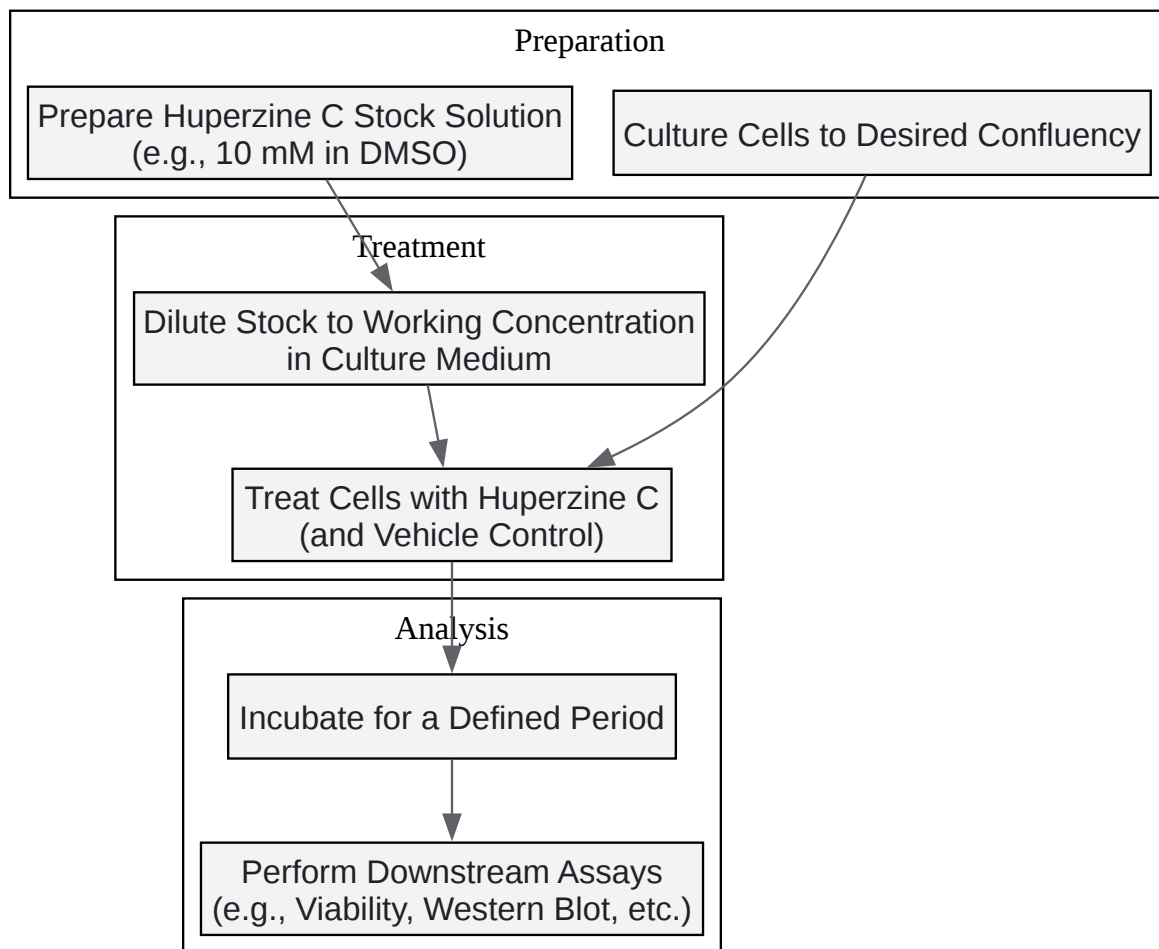 Preparation
Prepare Huperzine C Stock Solution
(e.g., 10 mM in DMSO)
Culture Cells to Desired Confluency
Treatment
Dilute Stock to Working Concentration
in Culture Medium
Treat Cells with Huperzine C
(and Vehicle Control)
Analysis
Incubate for a Defined Period
Perform Downstream Assays
(e.g., Viability, Western Blot, etc.)